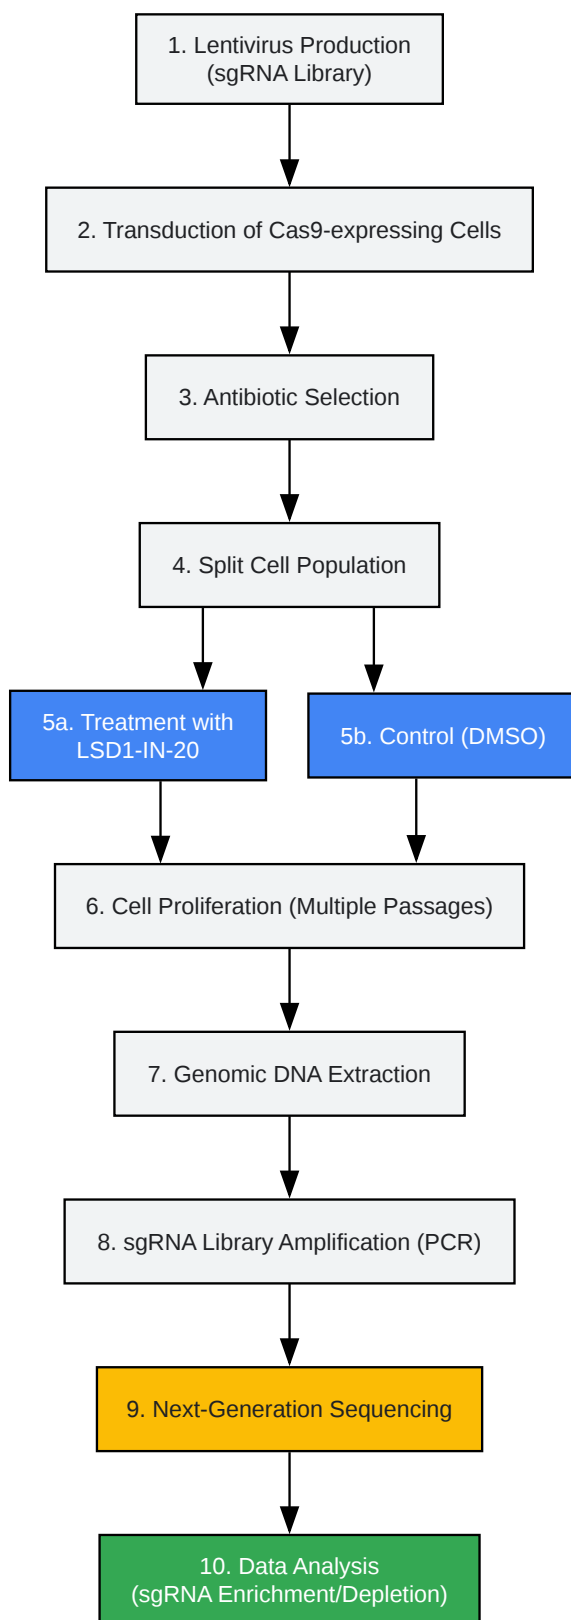 1. Lentivirus Production
(sgRNA Library)
2. Transduction of Cas9-expressing Cells
3. Antibiotic Selection
4. Split Cell Population
5a. Treatment with
LSD1-IN-20
5b. Control (DMSO)
6. Cell Proliferation (Multiple Passages)
7. Genomic DNA Extraction
8. sgRNA Library Amplification (PCR)
9. Next-Generation Sequencing
10. Data Analysis
(sgRNA Enrichment/Depletion)